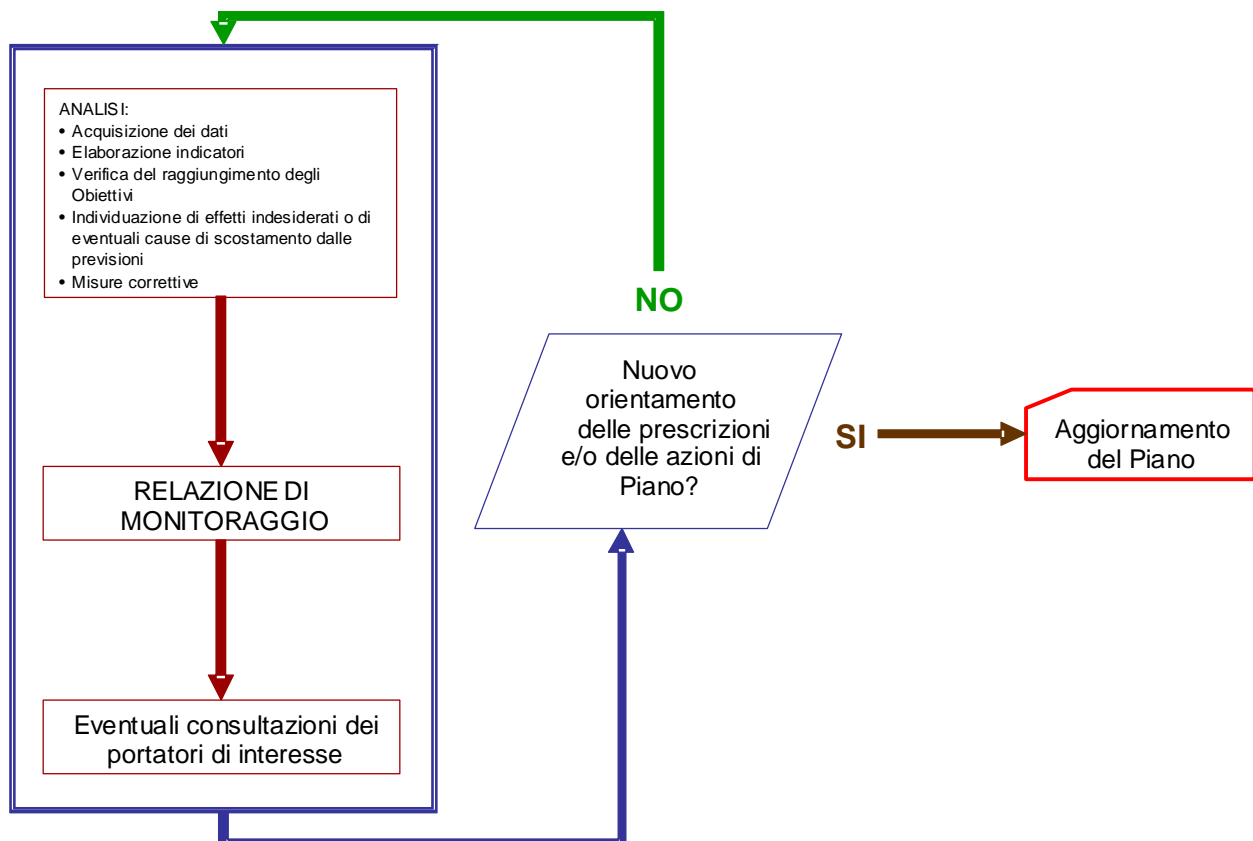 ANALISI:
• Acquisizione dei dati
• Elaborazione indicatori
• Verifica del raggiungimento degli
Obiettivi
• Individuazione di effetti indesiderati o di
eventuali cause di scostamento dalle
previsioni
• Misure correttive
RELAZIONE DI
MONITORAGGIO
Eventuali consultazioni dei
portatori di interesse
NO
Nuovo
orientamento
delle prescrizioni
e/o delle azioni di
Piano?
SI
Aggiornamento
del Piano